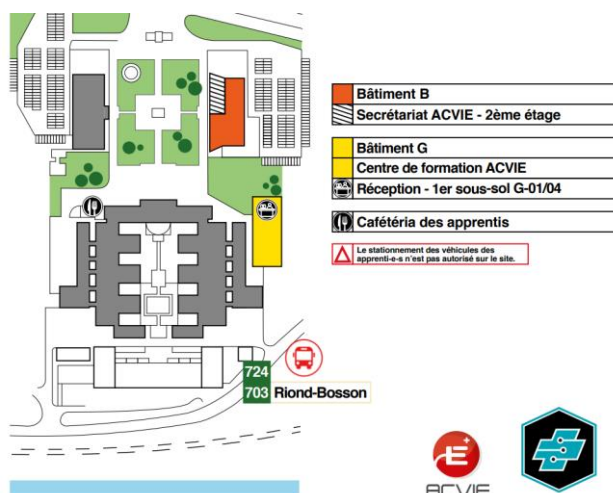 Bâtiment B
Secrétariat ACVIE - 2ème étage
Bâtiment G
Centre de formation ACVIE
Réception - 1er sous-sol G-01/04
Cafétéria des apprentis
Le stationnement des véhicules des
apprenti-e-s n'est pas autorisé sur le site.
724
703 Riond-Bosson
ACVIE